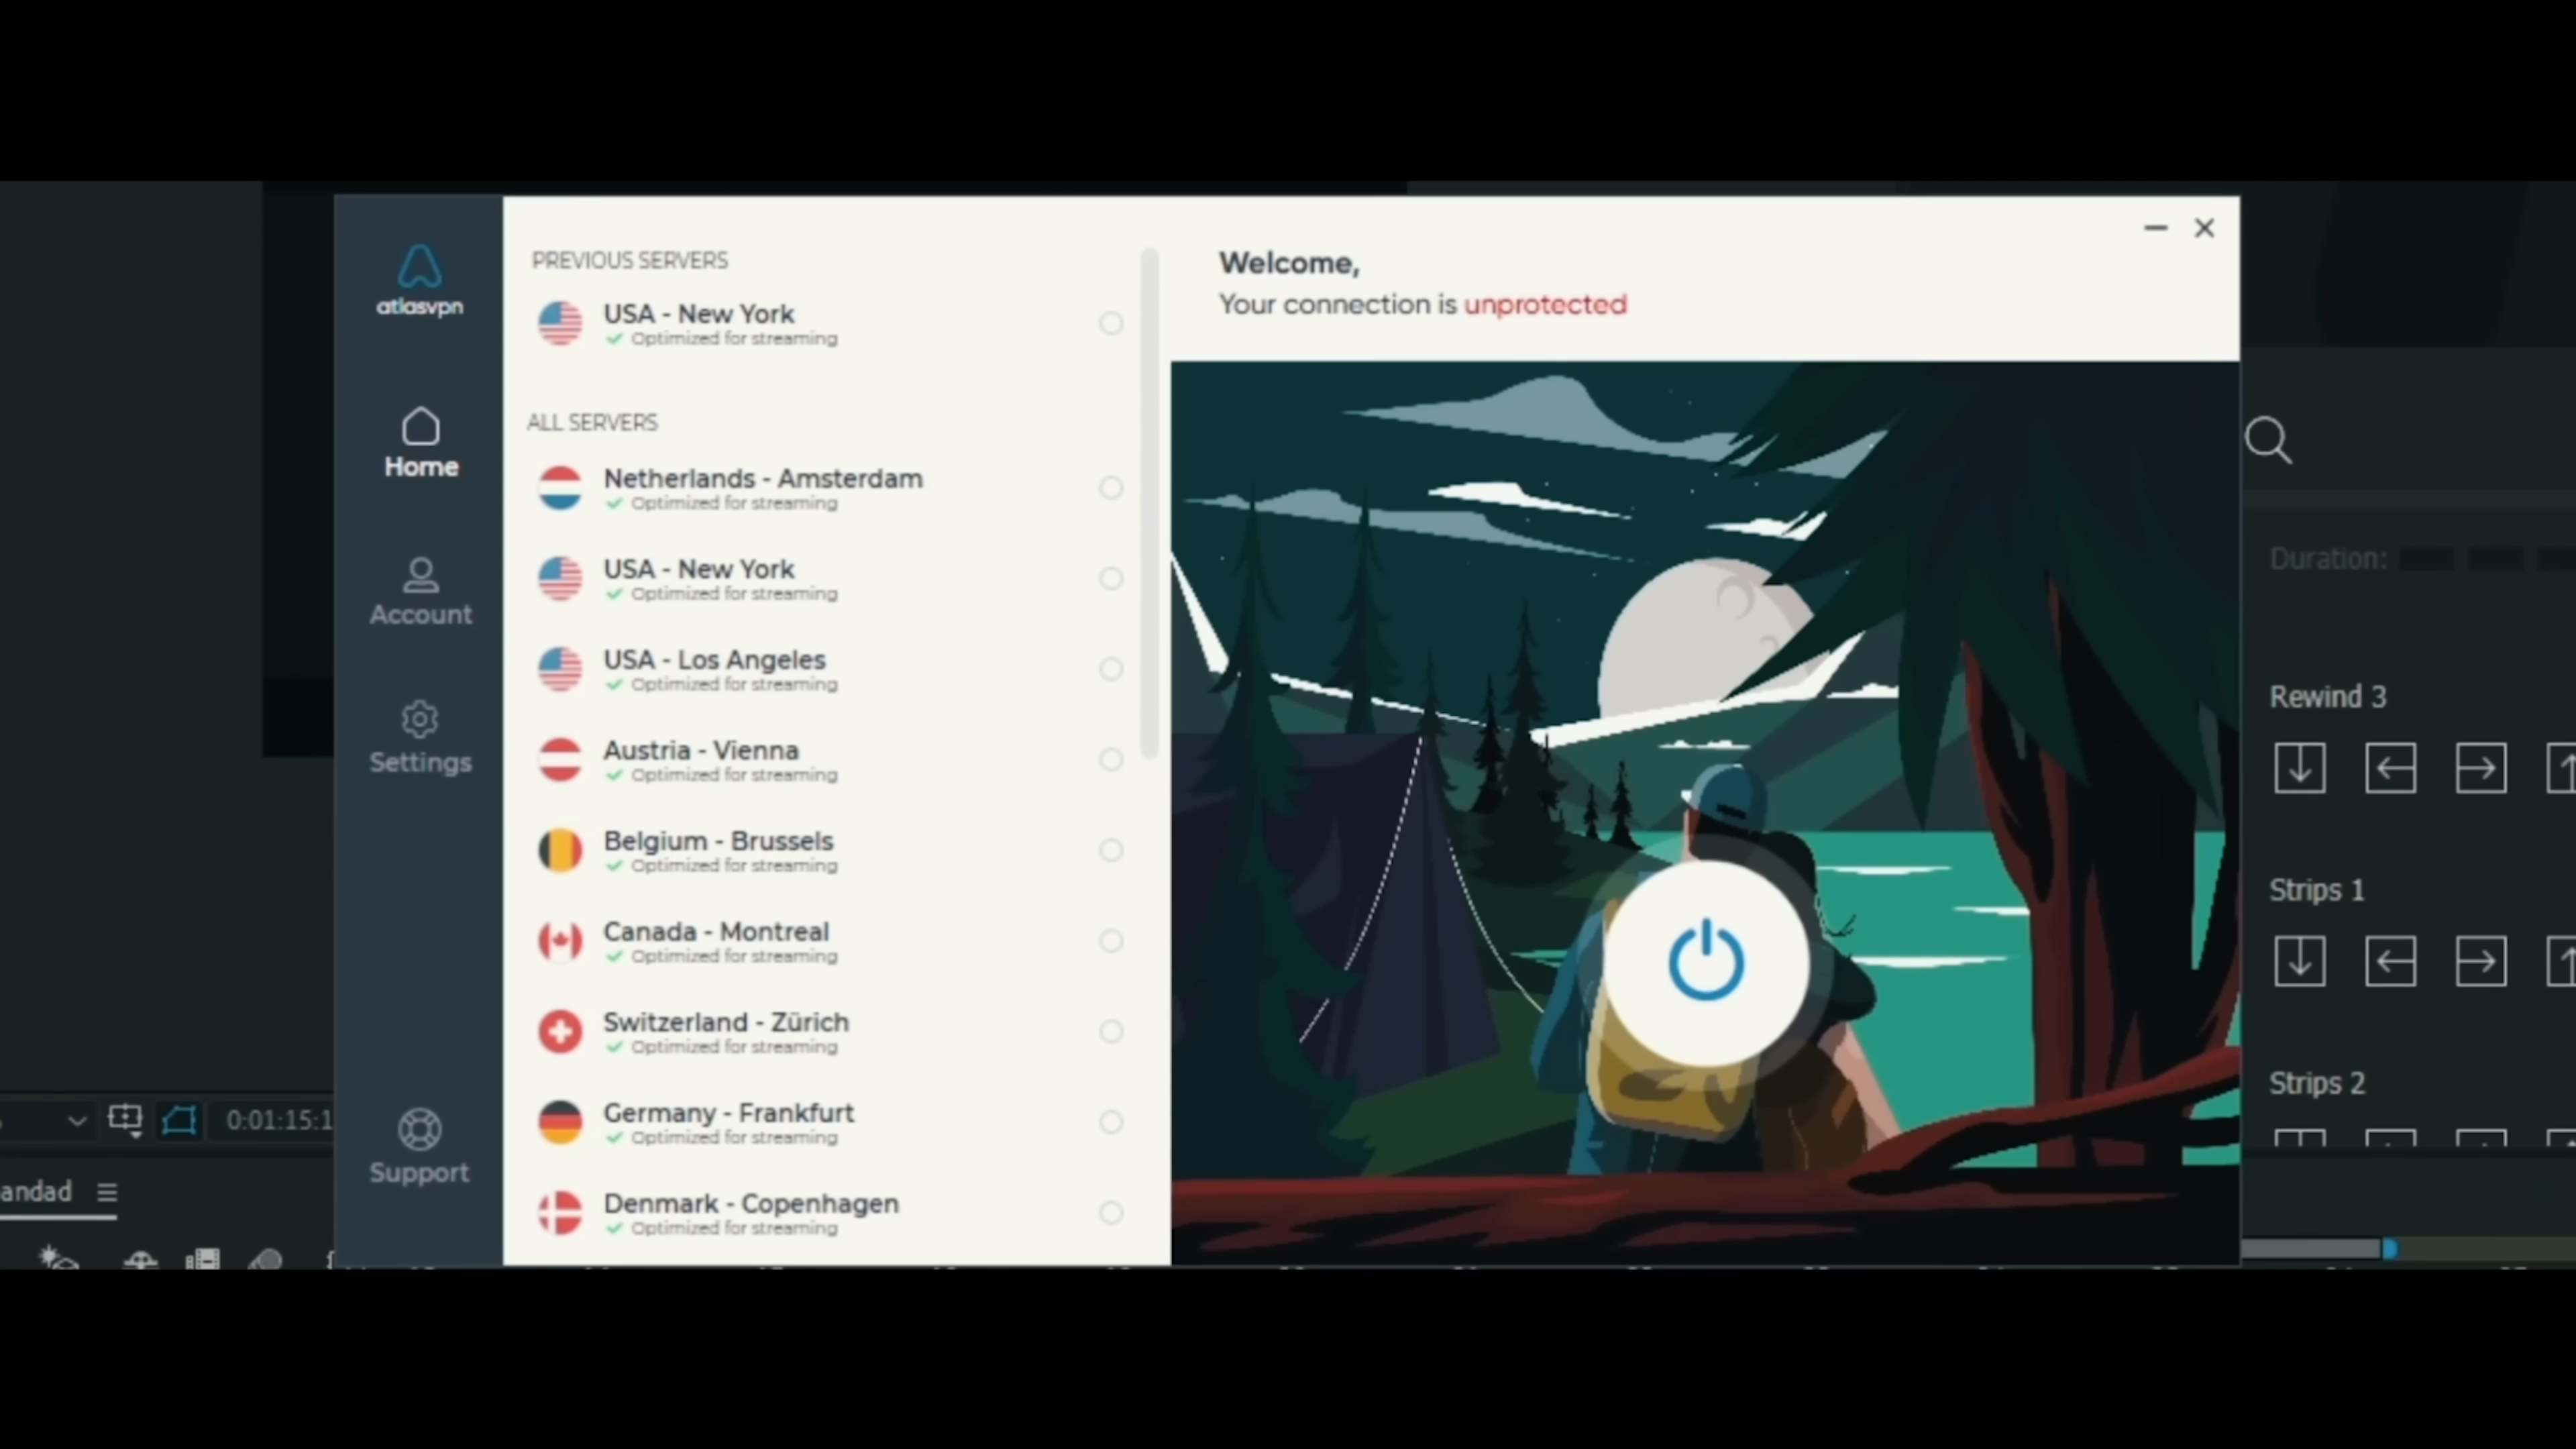 atlasvpn
Home
Account
Settings
Support
PREVIOUS SERVERS
USA - New York
Optimized for streaming
ALL SERVERS
Netherlands - Amsterdam
Optimized for streaming
USA - New York
Optimized for streaming
USA - Los Angeles
Optimized for streaming
Austria - Vienna
Optimized for streaming
Belgium - Brussels
Optimized for streaming
Canada - Montreal
Optimized for streaming
Switzerland - Zürich
Optimized for streaming
Germany - Frankfurt
Optimized for streaming
Denmark - Copenhagen
Optimized for streaming
Welcome,
Your connection is unprotected
Duration:
Rewind 3
Strips 1
Strips 2
0:01:15:1
andad